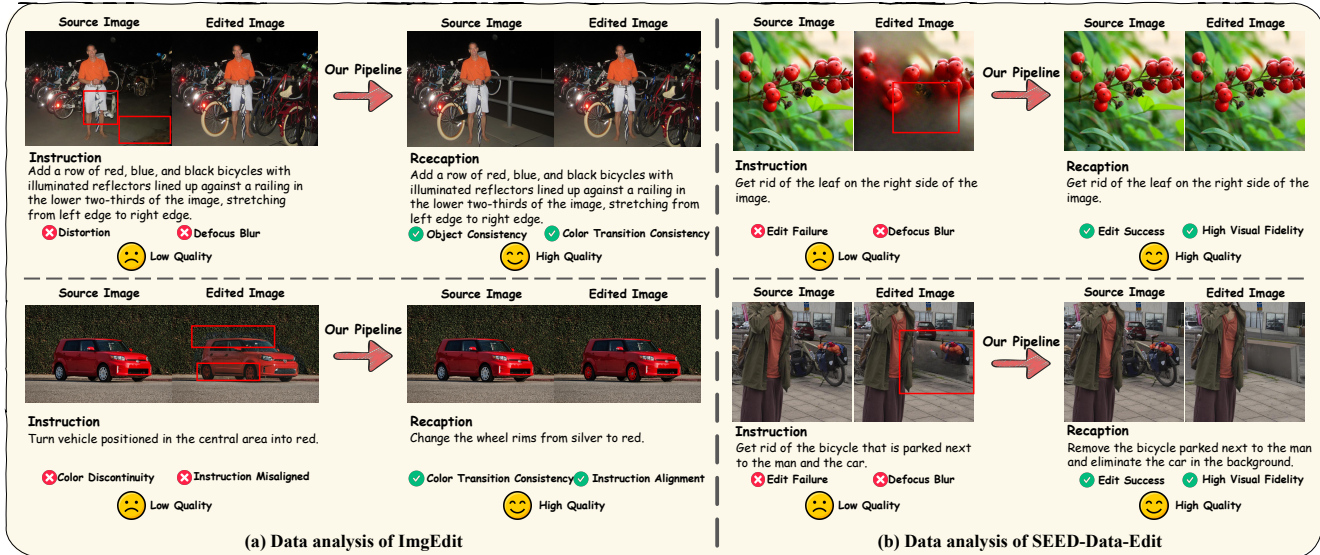 Source Image
Edited Image
Our Pipeline
Source Image
Edited Image
Instruction
Add a row of red, blue, and black bicycles with
illuminated reflectors lined up against a railing in
the lower two-thirds of the image, stretching
from left edge to right edge.
Distortion
Defocus Blur
Low Quality
Rcecaption
Add a row of red, blue, and black bicycles with
illuminated reflectors lined up against a railing in
the lower two-thirds of the image, stretching from
left edge to right edge.
Object Consistency
Color Transition Consistency
High Quality
Source Image
Edited Image
Our Pipeline
Source Image
Edited Image
Instruction
Turn vehicle positioned in the central area into red.
Color Discontinuity
Instruction Misaligned
Low Quality
Recaption
Change the wheel rims from silver to red.
Color Transition Consistency
Instruction Alignment
High Quality
(a) Data analysis of ImgEdit
Source Image
Edited Image
Our Pipeline
Source Image
Edited Image
Instruction
Get rid of the leaf on the right side of the
image.
Edit Failure
Defocus Blur
Low Quality
Recaption
Get rid of the leaf on the right side of the
image.
Edit Success
High Visual Fidelity
High Quality
Source Image
Edited Image
Our Pipeline
Source Image
Edited Image
Instruction
Get rid of the bicycle that is parked next
to the man and the car.
Edit Failure
Defocus Blur
Low Quality
Recaption
Remove the bicycle parked next to the man
and eliminate the car in the background.
Edit Success
High Visual Fidelity
High Quality
(b) Data analysis of SEED-Data-Edit